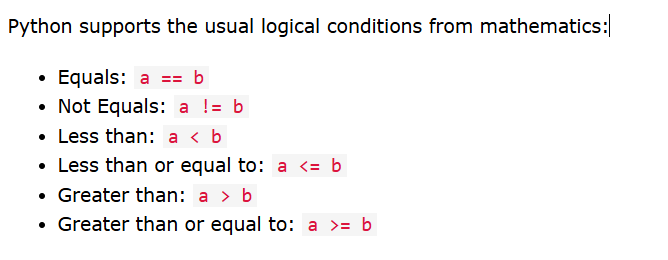 Python supports the usual logical conditions from mathematics:
• Equals: a == b
• Not Equals: a != b
• Less than: a < b
• Less than or equal to: a <= b
• Greater than: a > b
• Greater than or equal to: a >= b